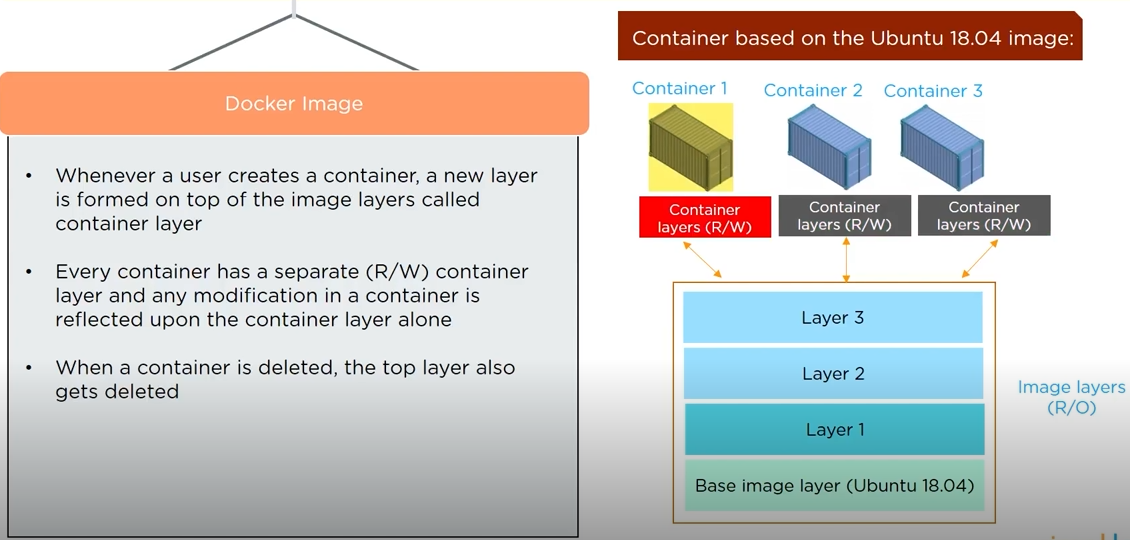 Docker Image
• Whenever a user creates a container, a new layer
is formed on top of the image layers called
container layer
• Every container has a separate (R/W) container
layer and any modification in a container is
reflected upon the container layer alone
• When a container is deleted, the top layer also
gets deleted
Container based on the Ubuntu 18.04 image:
Container 1
Container 2
Container 3
Container
layers (R/W)
Container
layers (R/W)
Container
layers (R/W)
Layer 3
Layer 2
Layer 1
Base image layer (Ubuntu 18.04)
Image layers
(R/O)